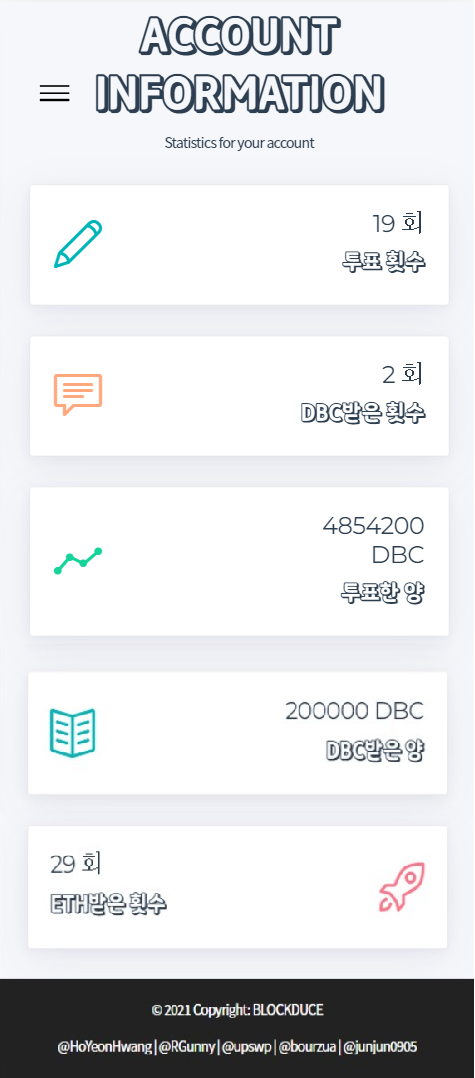 ACCOUNT
INFORMATION
Statistics for your account
19 회
투표 횟수
2 회
DBC받은 횟수
4854200
DBC
투표한 양
200000 DBC
DBC받은 양
29 회
ETH받은 횟수
© 2021 Copyright: BLOCKDUCE
@HoYeonHwang | @RGunny | @upswp | @bourzua | @junjun0905